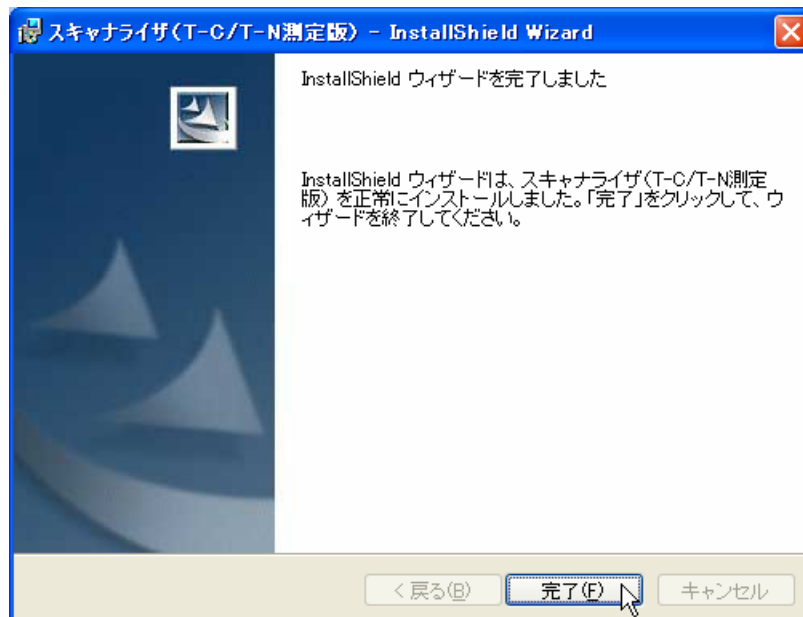 スキャナライザ(T-C/T-N測定版) - InstallShield Wizard
InstallShield ウィザードを完了しました
InstallShield ウィザードは、スキャナライザ(T-C/T-N測定
版) を正常にインストールしました。「完了」をクリックして、ウ
ィザードを終了してください。
< 戻る(B)
完了(F)
キャンセル